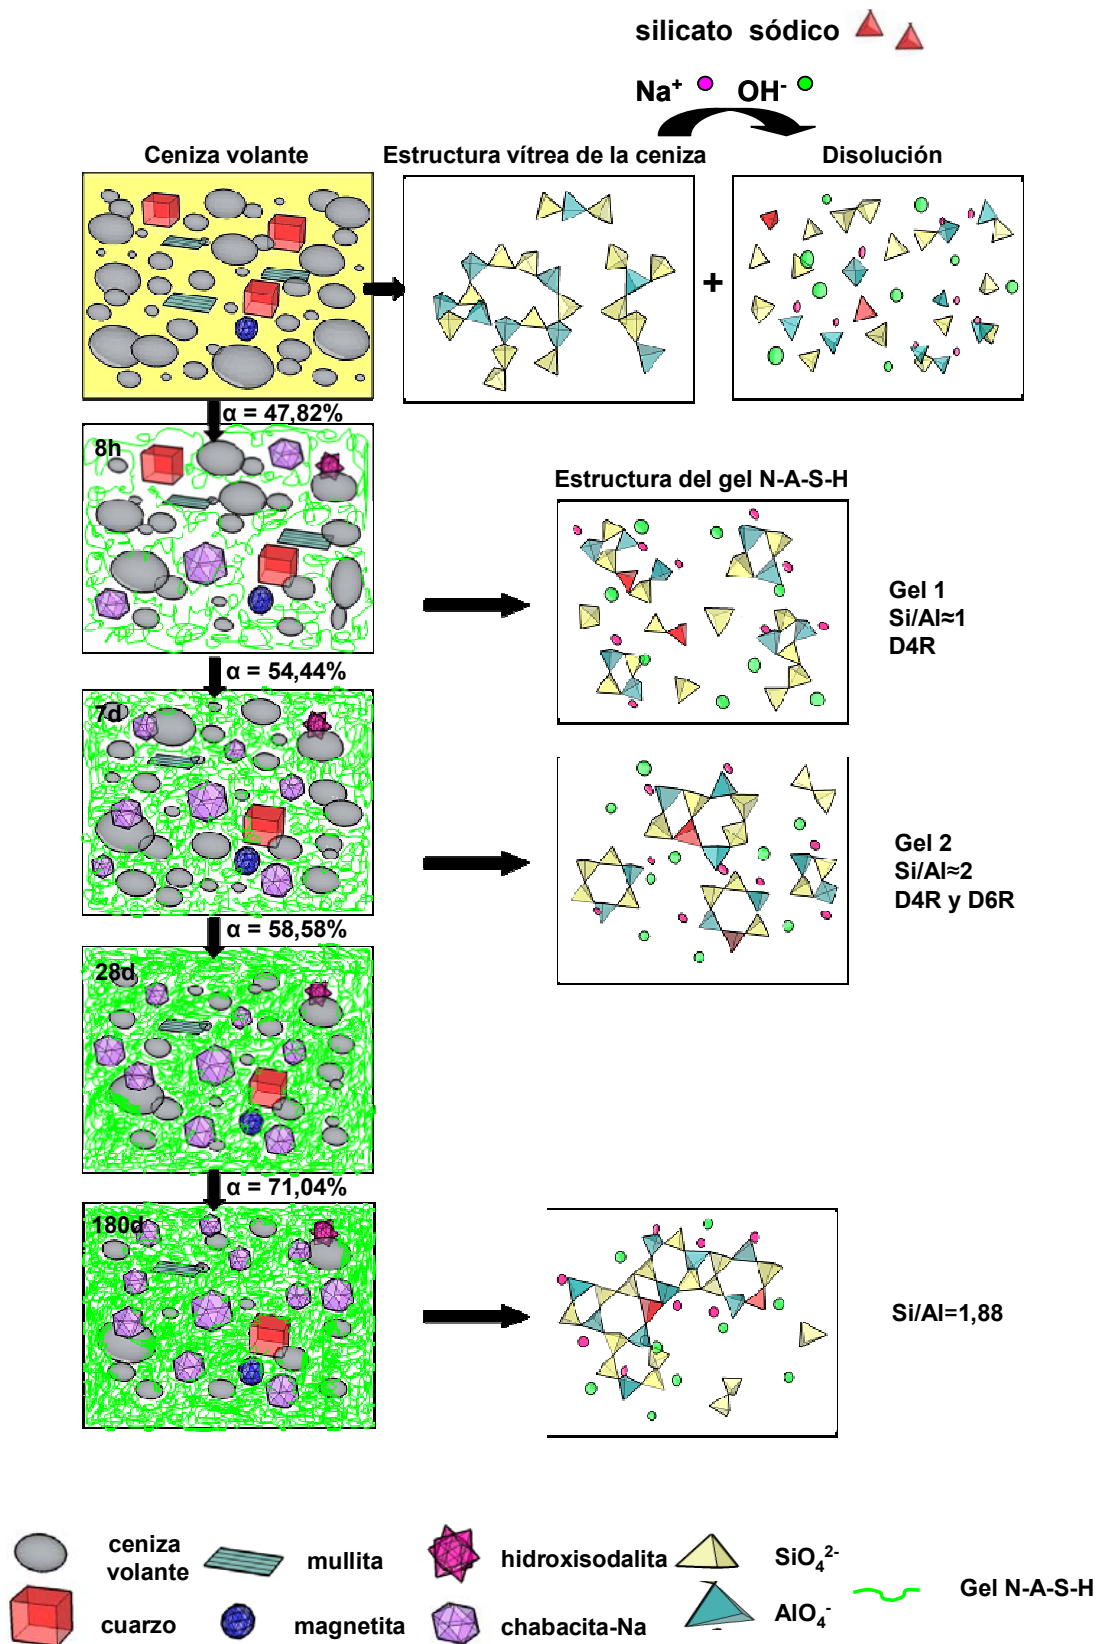 silicato sódico
Na⁺ OH⁻
Ceniza volante
Estructura vítrea de la ceniza
Disolución
+
α = 47,82%
8h
Estructura del gel N-A-S-H
Gel 1
Si/Al≈1
D4R
α = 54,44%
7d
Gel 2
Si/Al≈2
D4R y D6R
α = 58,58%
28d
α = 71,04%
180d
Si/Al=1,88
ceniza
volante
mullita
hidroxisodalita
SiO₄²⁻
Gel N-A-S-H
cuarzo
magnetita
chabacita-Na
AlO₄⁻